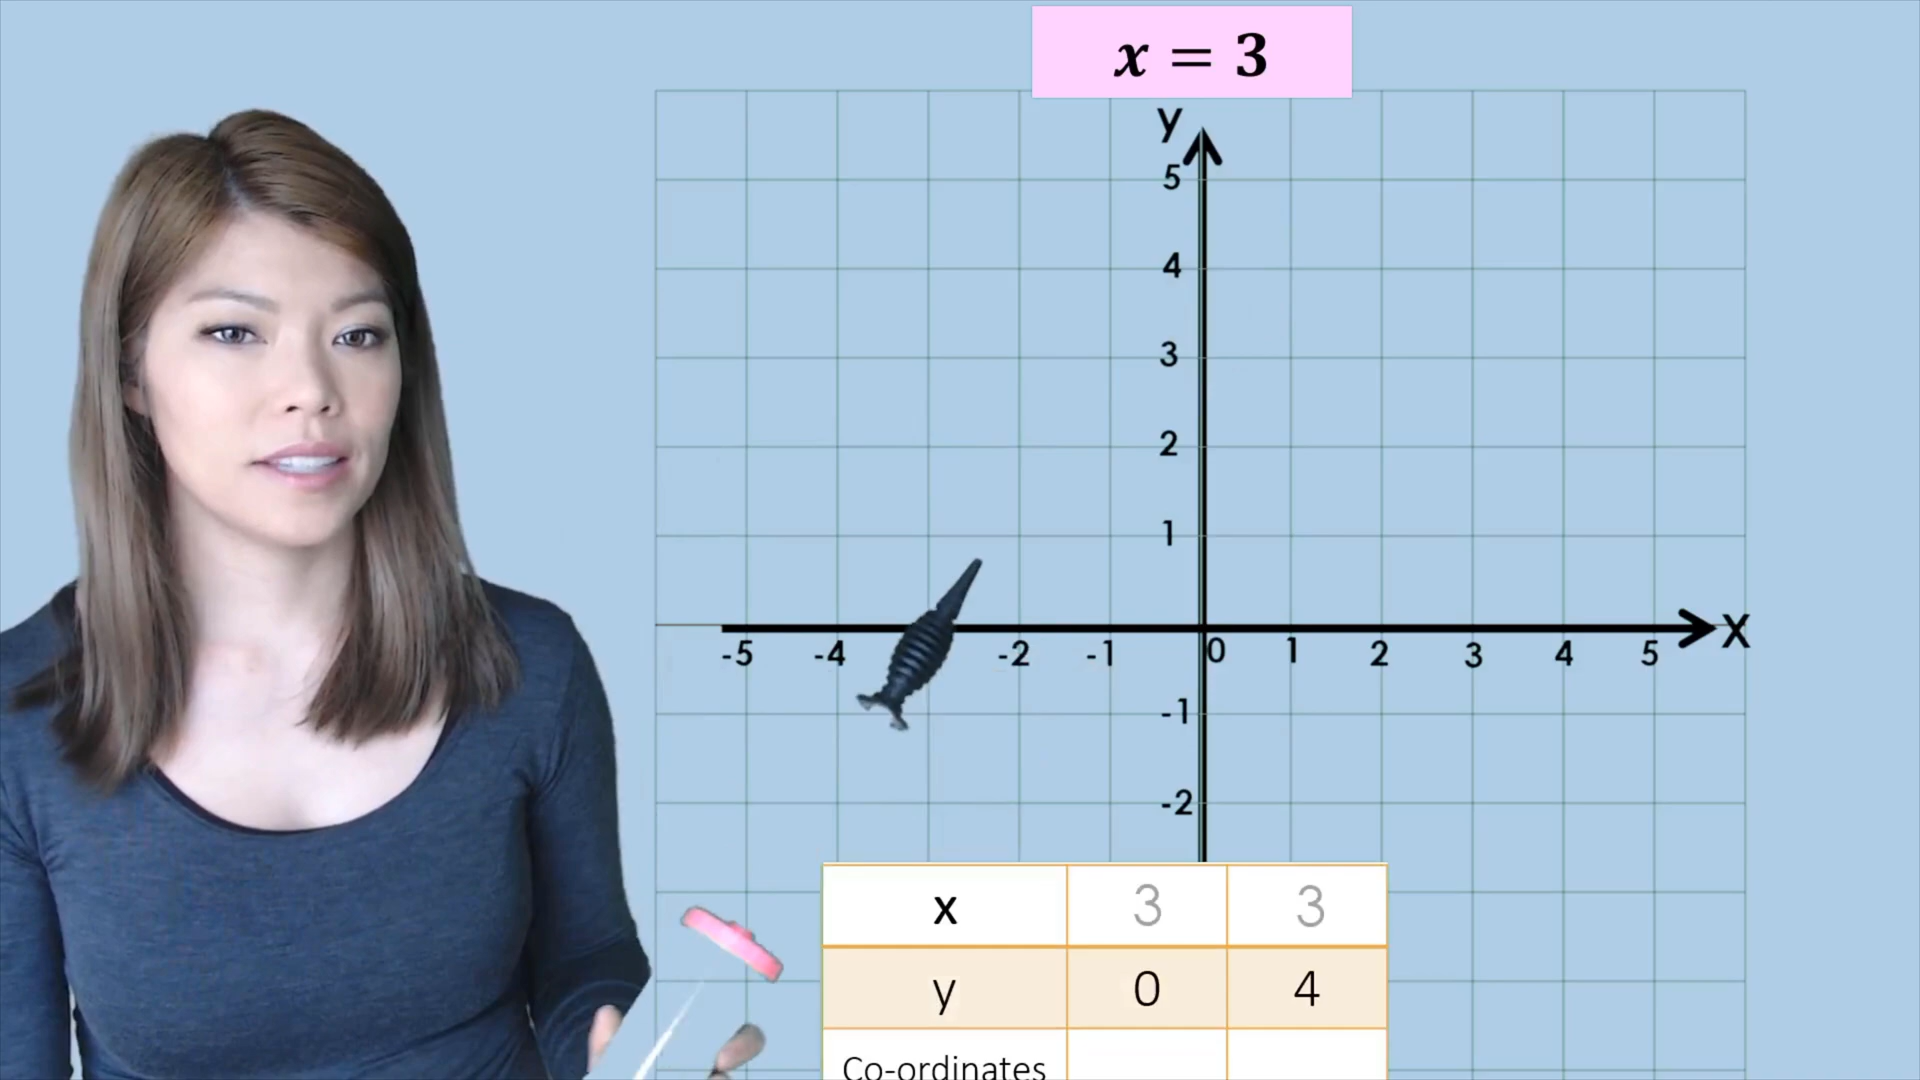 x = 3
y
5
4
3
2
1
-5 -4 -2 -1 0 1 2 3 4 5 X
-1
-2
x 3 3
y 0 4
Co-ordinates